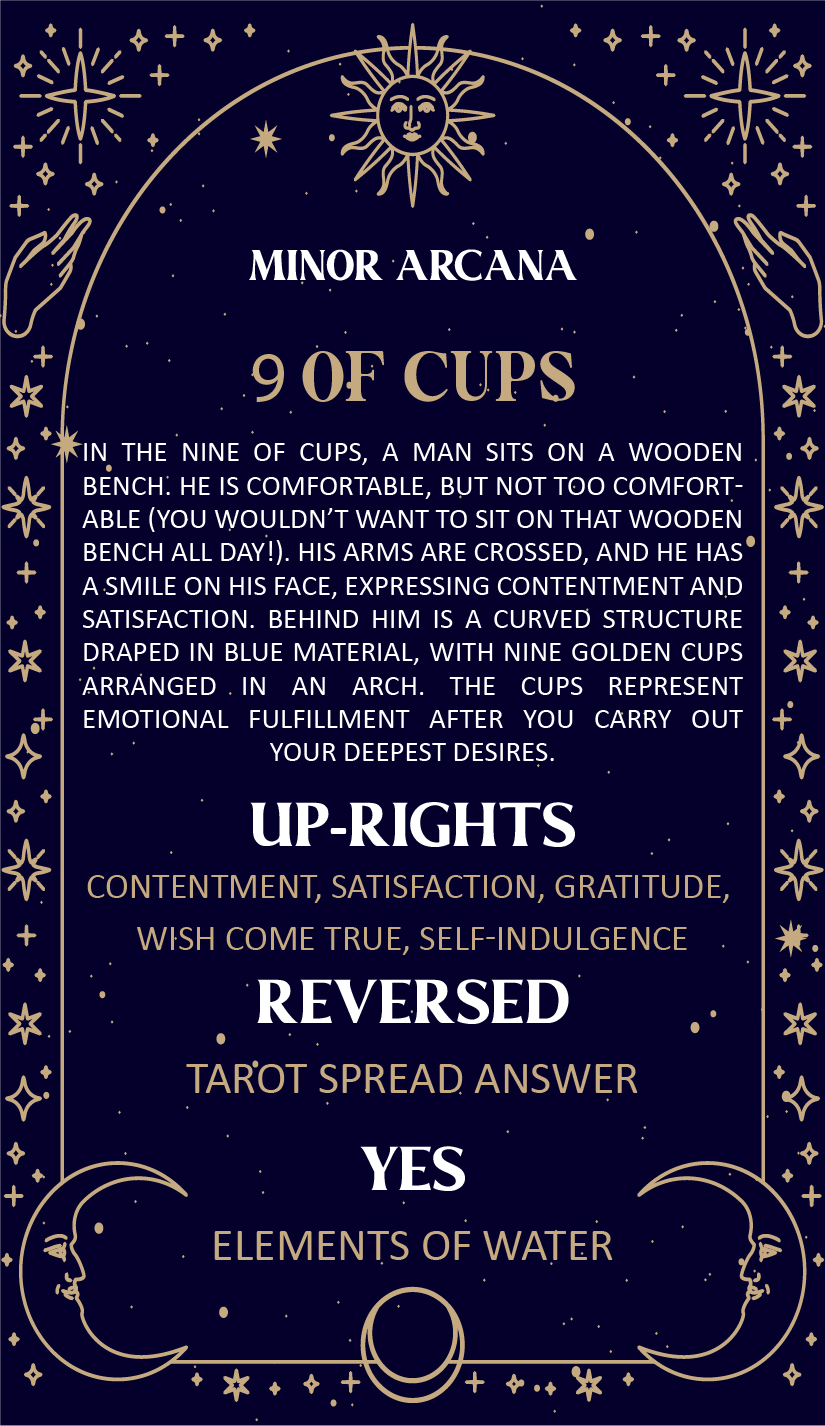 MINOR ARCANA
9 OF CUPS
IN THE NINE OF CUPS, A MAN SITS ON A WOODEN
BENCH. HE IS COMFORTABLE, BUT NOT TOO COMFORT-
ABLE (YOU WOULDN'T WANT TO SIT ON THAT WOODEN
BENCH ALL DAY!). HIS ARMS ARE CROSSED, AND HE HAS
A SMILE ON HIS FACE, EXPRESSING CONTENTMENT AND
SATISFACTION. BEHIND HIM IS A CURVED STRUCTURE
DRAPED IN BLUE MATERIAL, WITH NINE GOLDEN CUPS
ARRANGED IN AN ARCH. THE CUPS REPRESENT
EMOTIONAL FULFILLMENT AFTER YOU CARRY OUT
YOUR DEEPEST DESIRES.
UP-RIGHTS
CONTENTMENT, SATISFACTION, GRATITUDE,
WISH COME TRUE, SELF-INDULGENCE
REVERSED
TAROT SPREAD ANSWER
YES
ELEMENTS OF WATER